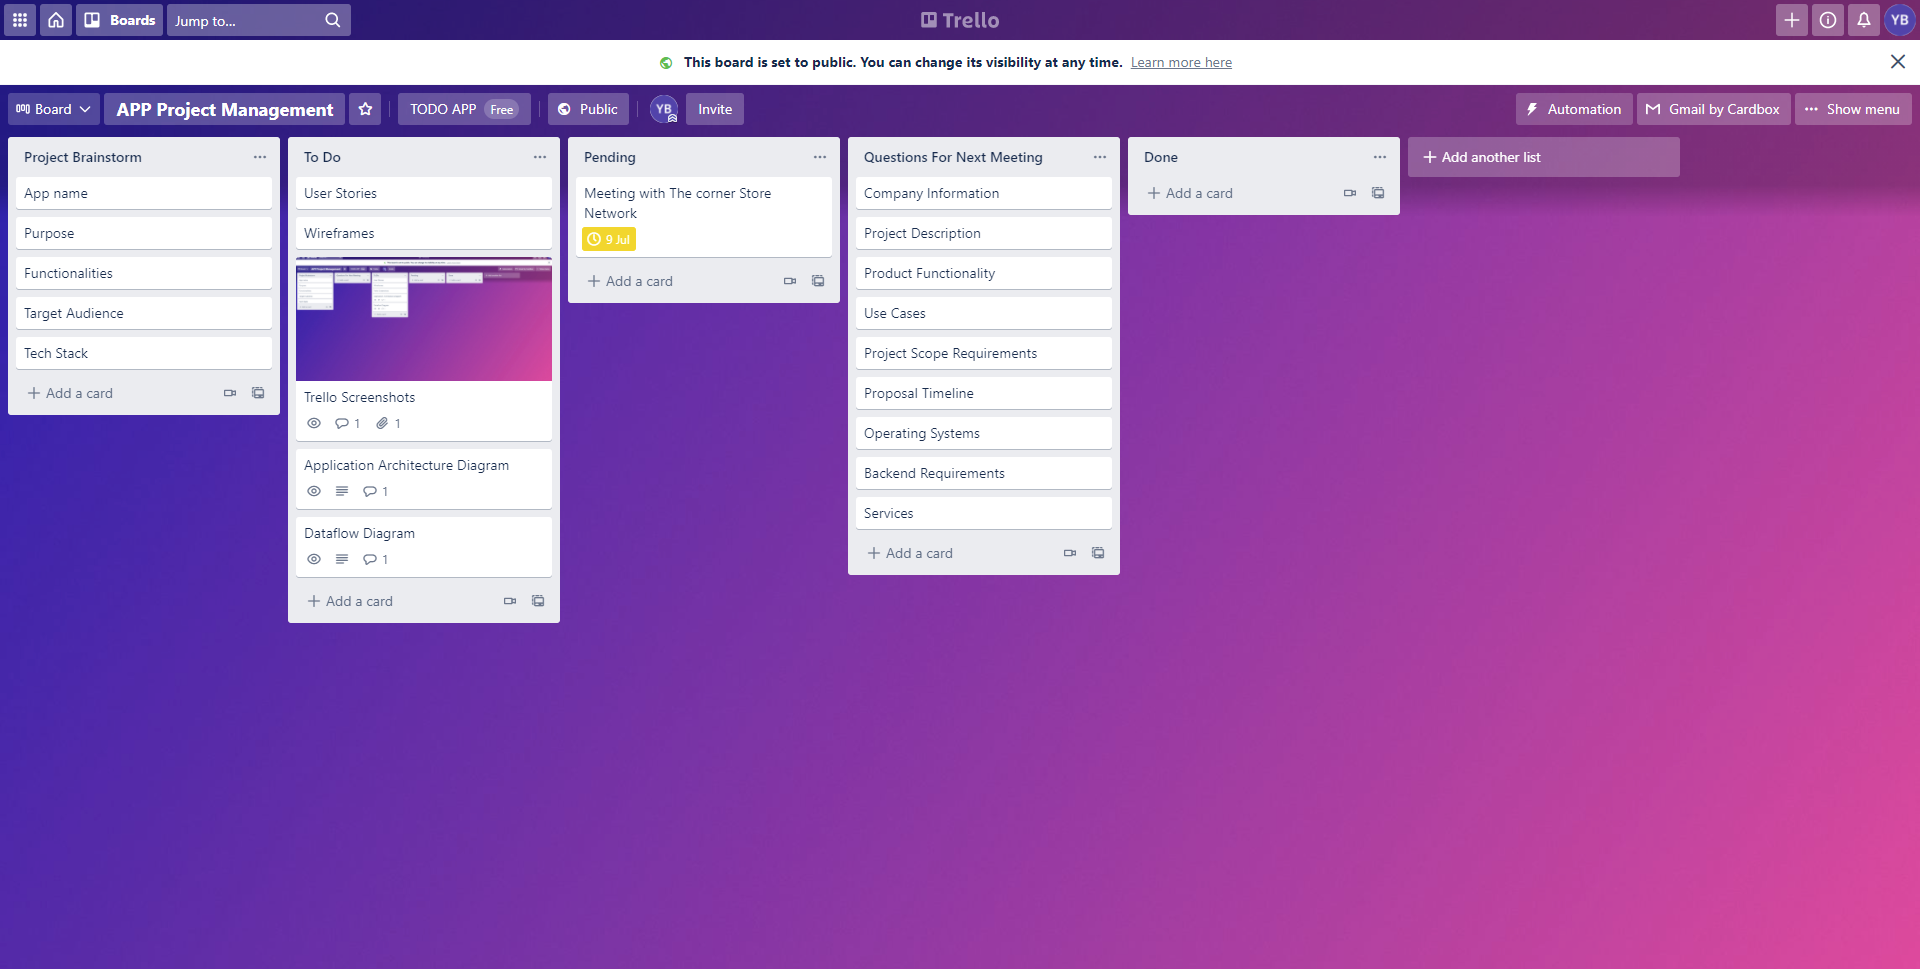 Boards
Jump to...
Trello
YB
This board is set to public. You can change its visibility at any time. Learn more here
Board
APP Project Management
TODO APP Free
Public
YB
Invite
Automation
Gmail by Cardbox
Show menu
Project Brainstorm
App name
Purpose
Functionalities
Target Audience
Tech Stack
Add a card
To Do
User Stories
Wireframes
Trello Screenshots
1 1
Application Architecture Diagram
1
Dataflow Diagram
1
Add a card
Pending
Meeting with The corner Store
Network
9 Jul
Add a card
Questions For Next Meeting
Company Information
Project Description
Product Functionality
Use Cases
Project Scope Requirements
Proposal Timeline
Operating Systems
Backend Requirements
Services
Add a card
Done
Add a card
Add another list